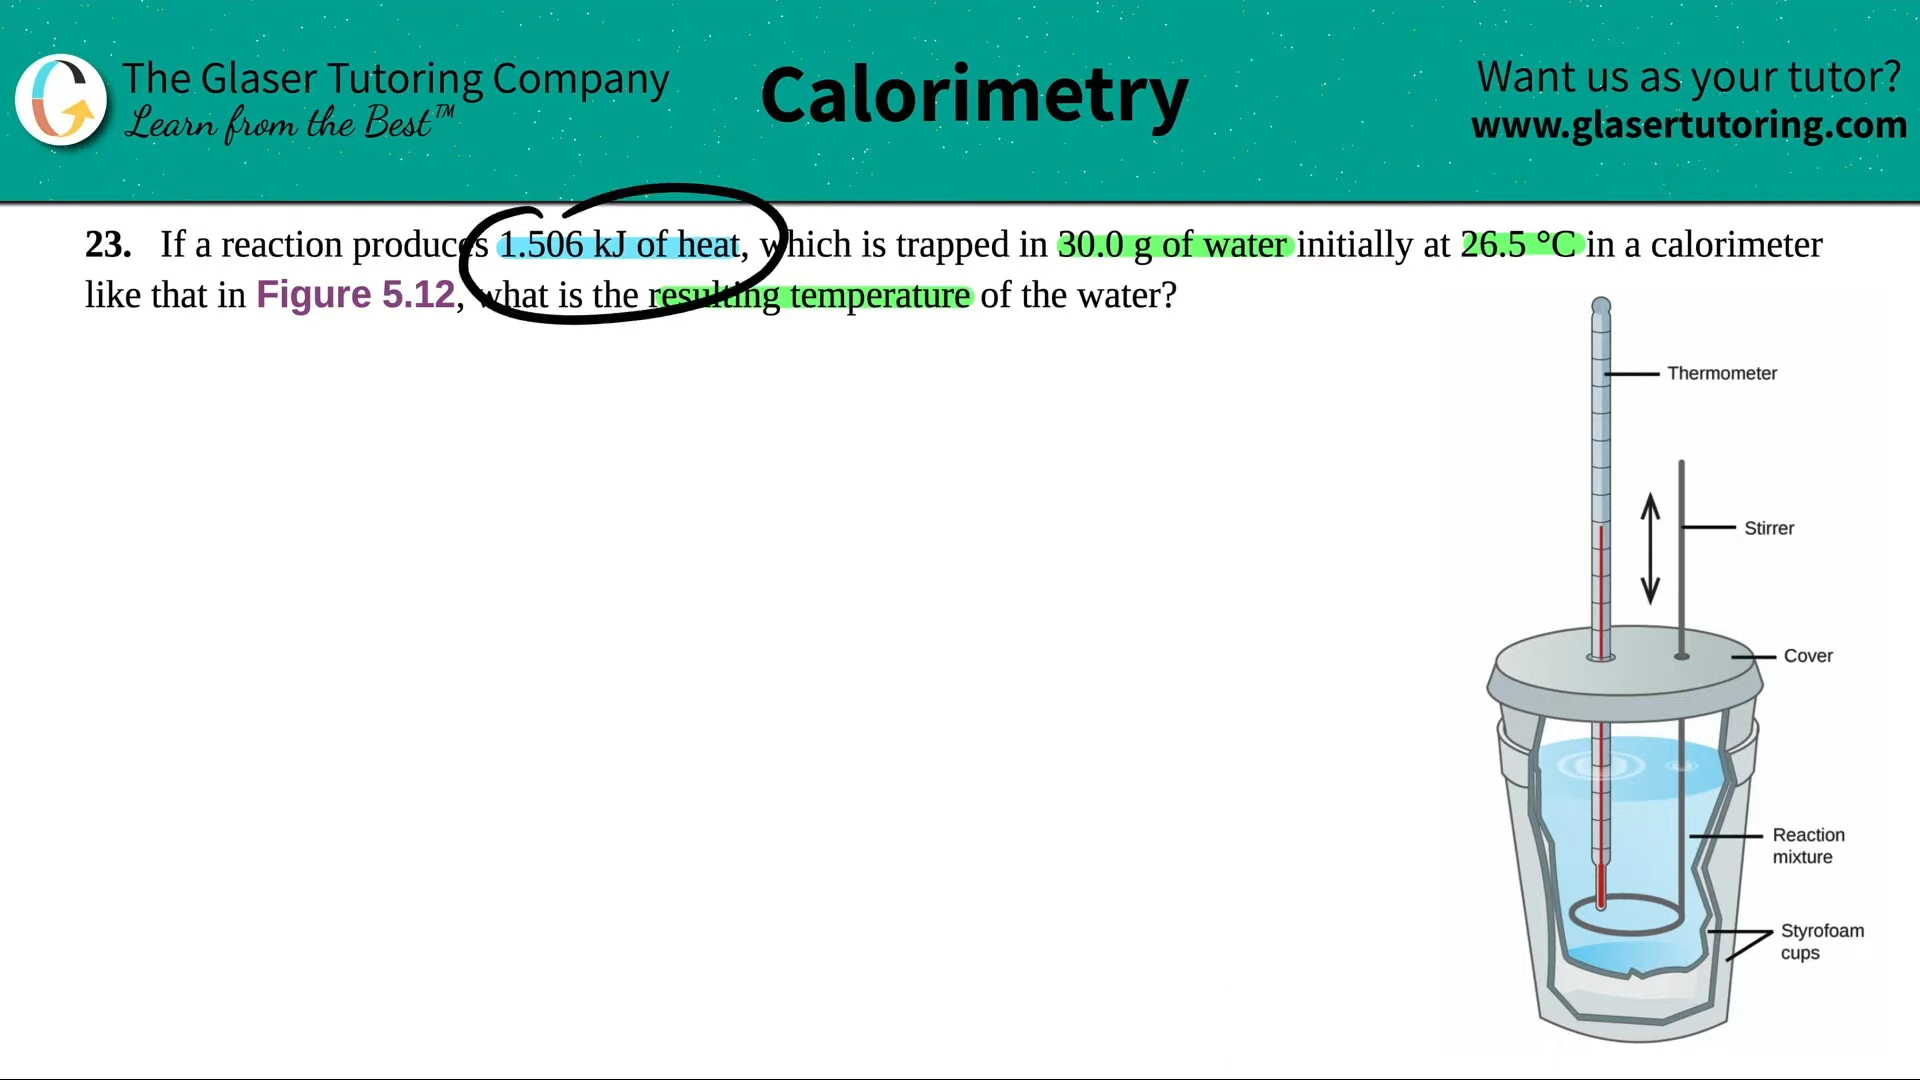 The Glaser Tutoring Company
Learn from the Best™
Calorimetry
Want us as your tutor?
www.glasertutoring.com
23. If a reaction produces 1.506 kJ of heat, which is trapped in 30.0 g of water initially at 26.5 °C in a calorimeter
like that in Figure 5.12, what is the resulting temperature of the water?
Thermometer
Stirrer
Cover
Reaction
mixture
Styrofoam
cups